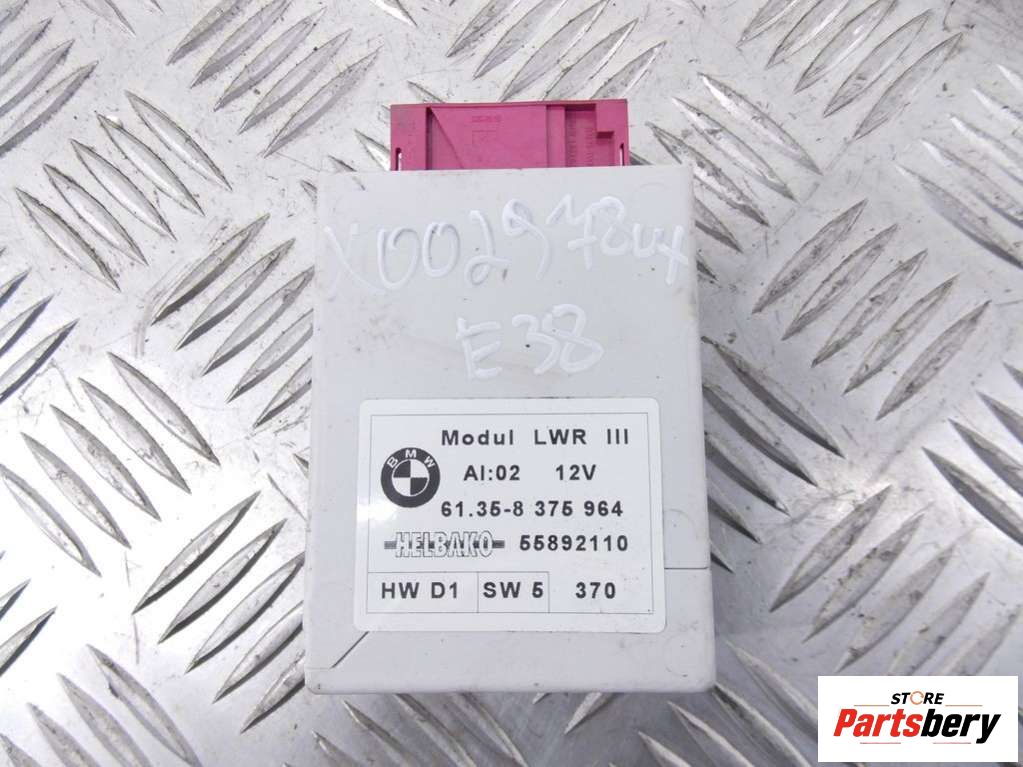 E38
Modul LWR III
BMW
AI:02 12V
61.35-8 375 964
HELBAKO 55892110
HW D1 SW 5 370
STORE
Partsbery